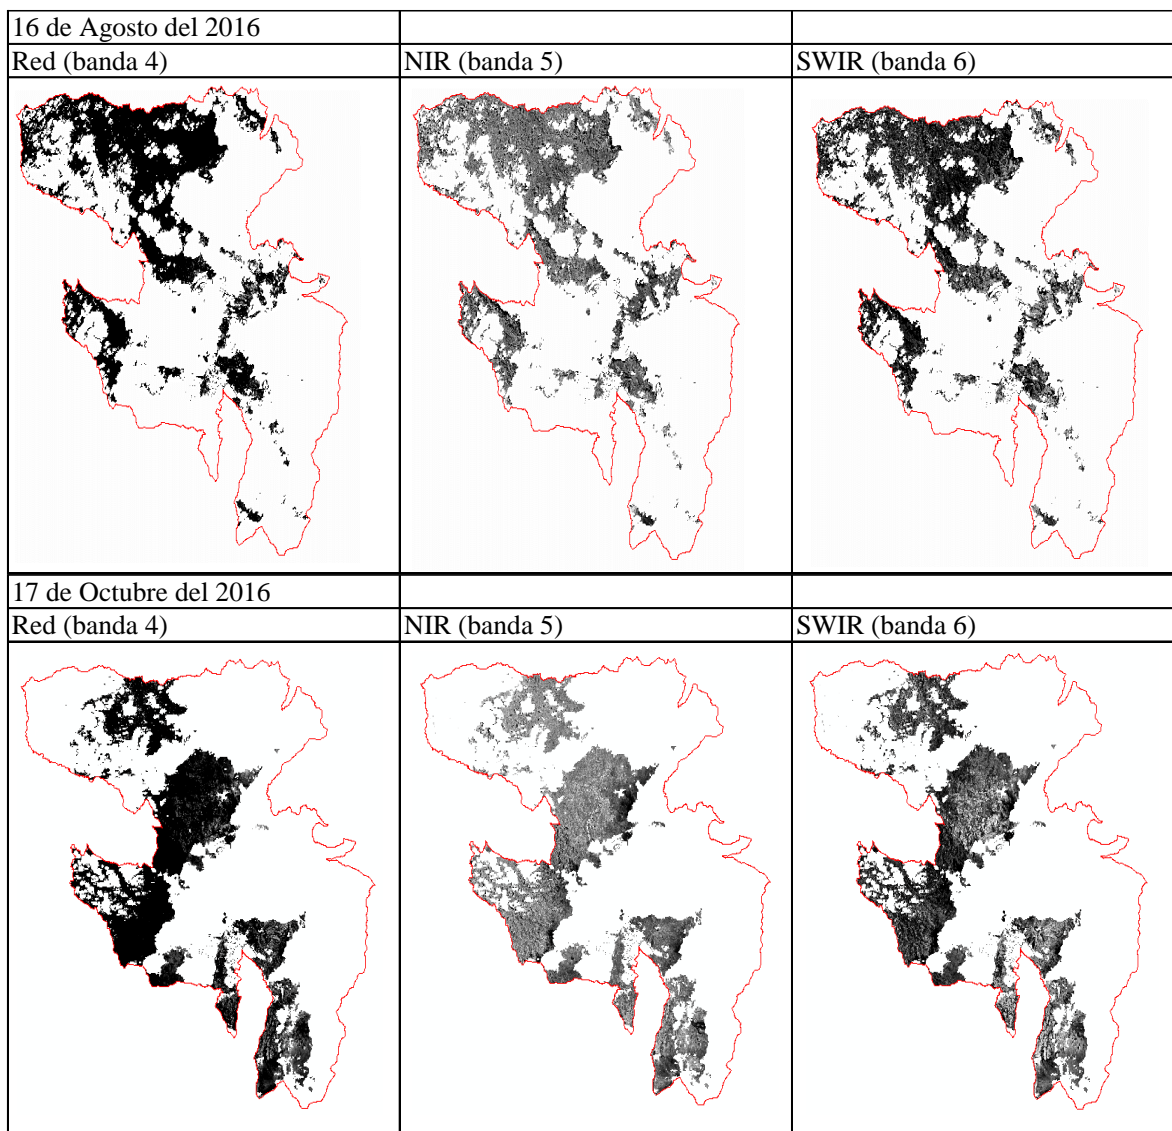 16 de Agosto del 2016
Red (banda 4) NIR (banda 5) SWIR (banda 6)
17 de Octubre del 2016
Red (banda 4) NIR (banda 5) SWIR (banda 6)